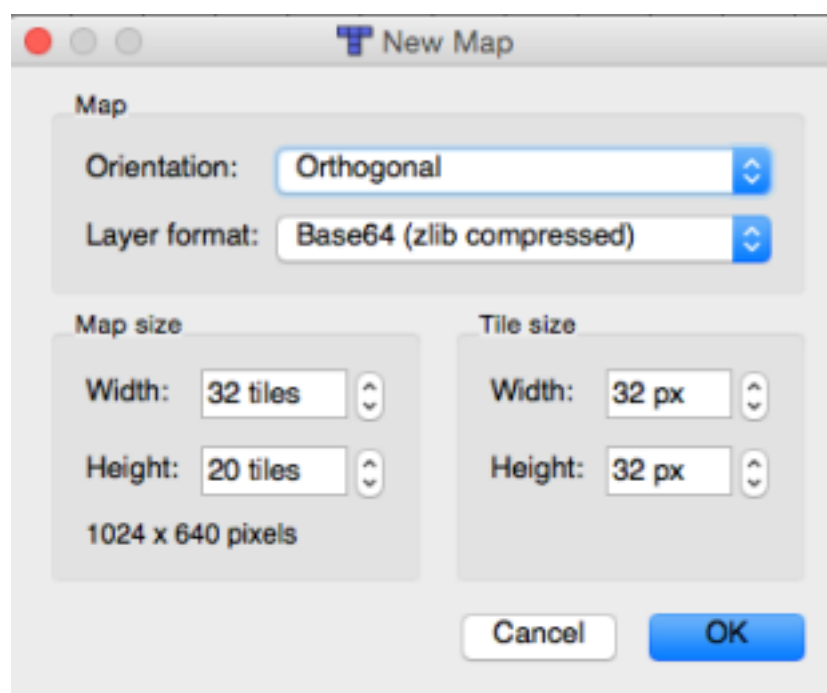 New Map
Map
Orientation: Orthogonal
Layer format: Base64 (zlib compressed)
Map size
Width: 32 tiles
Height: 20 tiles
1024 x 640 pixels
Tile size
Width: 32 px
Height: 32 px
Cancel OK